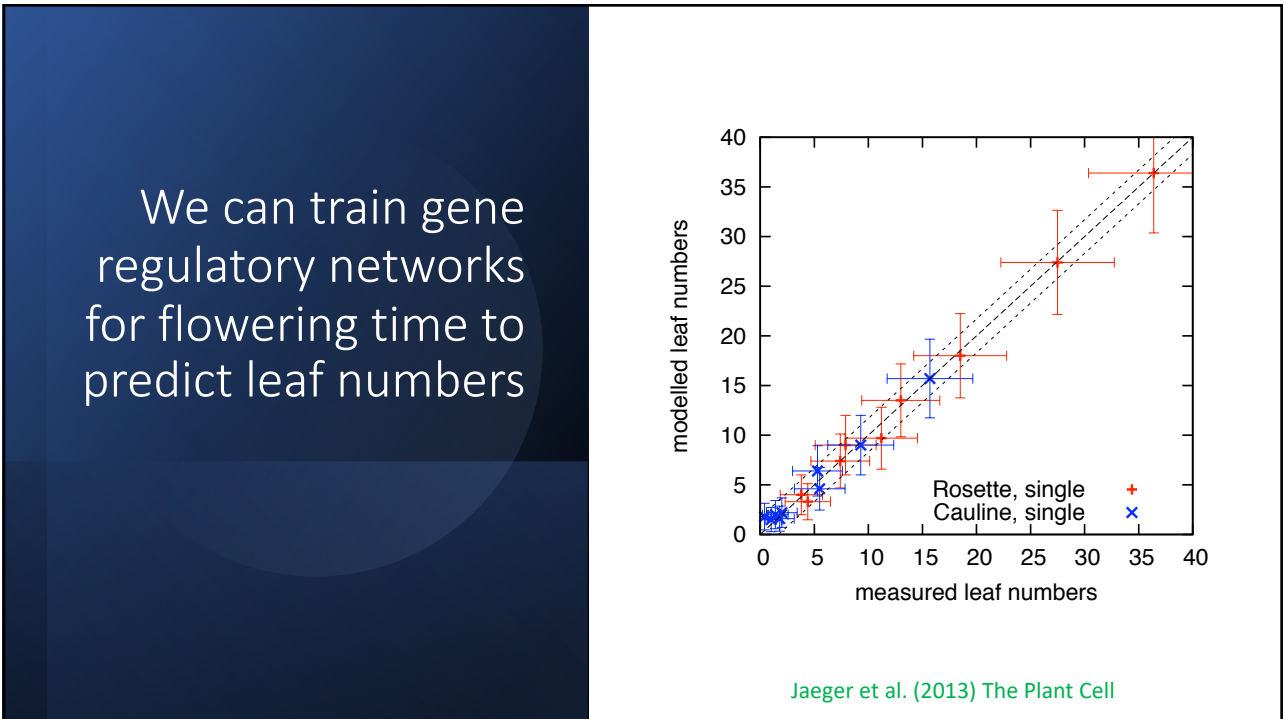 We can train gene
regulatory networks
for flowering time to
predict leaf numbers
40
35
30
25
20
15
10
5
0
modelled leaf numbers
Rosette, single
Cauline, single
0 5 10 15 20 25 30 35 40
measured leaf numbers
Jaeger et al. (2013) The Plant Cell